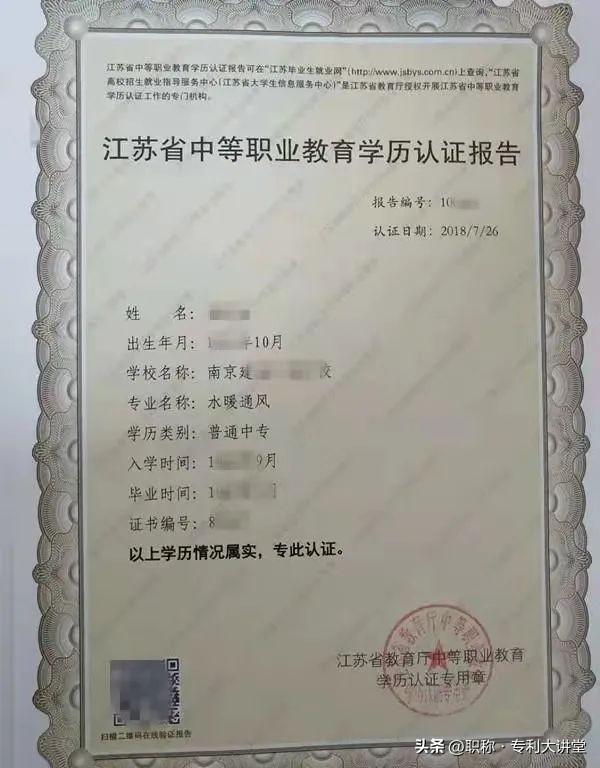 江苏省中等职业教育学历认证报告可在"江苏毕业生就业网"(http://www.jsbys.com.cn)上查询,"江苏省
高校招生就业指导服务中心(江苏省大学生信息服务中心)"是江苏省教育厅授权开展江苏省中等职业教育
学历认证工作的专门机构。
江苏省中等职业教育学历认证报告
报告编号: 10
认证日期: 2018/7/26
姓 名:
出生年月: 1 年10月
学校名称: 南京建 校
专业名称: 水暖通风
学历类别: 普通中专
入学时间: 1 9月
毕业时间: 1
证书编号: 8
以上学历情况属实,专此认证。
江苏省教育厅中等职业教育
学历认证专用章
扫描二维码在线验证报告
头条 @职称·专利大讲堂